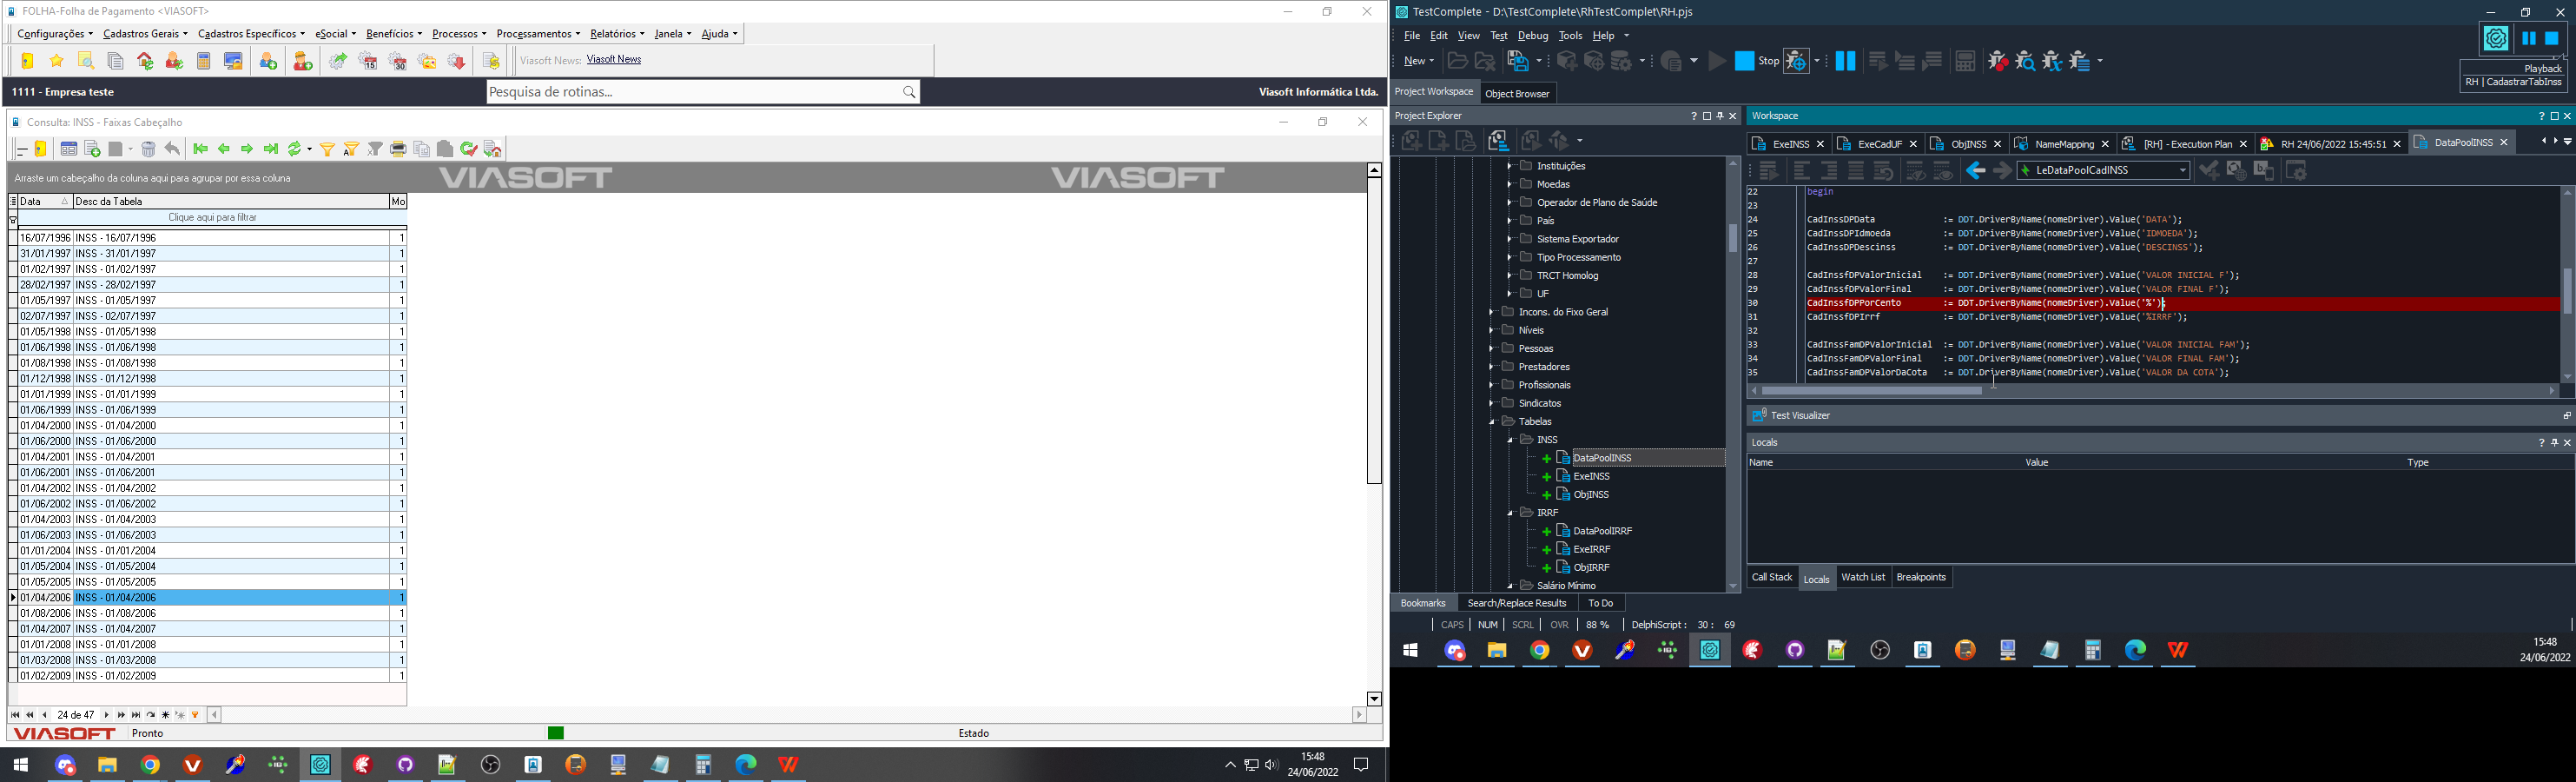 FOLHA-Folha de Pagamento <VIASOFT>
Configurações Cadastros Gerais Cadastros Específicos eSocial Benefícios Processos Processamentos Relatórios Janela Ajuda
15 30 Viasoft News: Viasoft News
1111 - Empresa teste Pesquisa de rotinas... Viasoft Informática Ltda.
Consulta: INSS - Faixas Cabeçalho
Arraste um cabeçalho da coluna aqui para agrupar por essa coluna VIASOFT VIASOFT
Data Desc da Tabela Mo
Clique aqui para filtrar
16/07/1996 INSS - 16/07/1996 1
31/01/1997 INSS - 31/01/1997 1
01/02/1997 INSS - 01/02/1997 1
28/02/1997 INSS - 28/02/1997 1
01/05/1997 INSS - 01/05/1997 1
02/07/1997 INSS - 02/07/1997 1
01/05/1998 INSS - 01/05/1998 1
01/06/1998 INSS - 01/06/1998 1
01/08/1998 INSS - 01/08/1998 1
01/12/1998 INSS - 01/12/1998 1
01/01/1999 INSS - 01/01/1999 1
01/06/1999 INSS - 01/06/1999 1
01/04/2000 INSS - 01/04/2000 1
01/06/2000 INSS - 01/06/2000 1
01/04/2001 INSS - 01/04/2001 1
01/06/2001 INSS - 01/06/2001 1
01/04/2002 INSS - 01/04/2002 1
01/06/2002 INSS - 01/06/2002 1
01/04/2003 INSS - 01/04/2003 1
01/06/2003 INSS - 01/06/2003 1
01/01/2004 INSS - 01/01/2004 1
01/05/2004 INSS - 01/05/2004 1
01/05/2005 INSS - 01/05/2005 1
01/04/2006 INSS - 01/04/2006 1
01/08/2006 INSS - 01/08/2006 1
01/04/2007 INSS - 01/04/2007 1
01/01/2008 INSS - 01/01/2008 1
01/03/2008 INSS - 01/03/2008 1
01/02/2009 INSS - 01/02/2009 1
24 de 47
VIASOFT Pronto Estado
15:48
24/06/2022
TestComplete - D:\TestComplete\RhTestComplet\RH.pjs
File Edit View Test Debug Tools Help
New Stop
Playback
RH | CadastrarTabInss
Project Workspace Object Browser
Project Explorer
Instituições
Moedas
Operador de Plano de Saúde
País
Sistema Exportador
Tipo Processamento
TRCT Homolog
UF
Incons. do Fixo Geral
Níveis
Pessoas
Prestadores
Profissionais
Sindicatos
Tabelas
INSS
DataPoolINSS
ExeINSS
ObjINSS
IRRF
DataPoolIRRF
ExeIRRF
ObjIRRF
Salário Mínimo
Bookmarks Search/Replace Results To Do
Workspace
ExeINSS ExeCadUF ObjINSS NameMapping [RH] - Execution Plan RH 24/06/2022 15:45:51 DataPoolINSS
LeDataPoolCadINSS
22 begin
23
24 CadInssDPData := DDT.DriverByName(nomeDriver).Value('DATA');
25 CadInssDPIdmoeda := DDT.DriverByName(nomeDriver).Value('IDMOEDA');
26 CadInssDPDescinss := DDT.DriverByName(nomeDriver).Value('DESCINSS');
27
28 CadInssfDPValorInicial := DDT.DriverByName(nomeDriver).Value('VALOR INICIAL F');
29 CadInssfDPValorFinal := DDT.DriverByName(nomeDriver).Value('VALOR FINAL F');
30 CadInssfDPPorCento := DDT.DriverByName(nomeDriver).Value('%');
31 CadInssfDPIrrf := DDT.DriverByName(nomeDriver).Value('%IRRF');
32
33 CadInssFamDPValorInicial := DDT.DriverByName(nomeDriver).Value('VALOR INICIAL FAM');
34 CadInssFamDPValorFinal := DDT.DriverByName(nomeDriver).Value('VALOR FINAL FAM');
35 CadInssFamDPValorDaCota := DDT.DriverByName(nomeDriver).Value('VALOR DA COTA');
Test Visualizer
Locals
Name Value Type
Call Stack Locals Watch List Breakpoints
CAPS NUM SCRL OVR 88 % DelphiScript : 30 : 69
15:48
24/06/2022